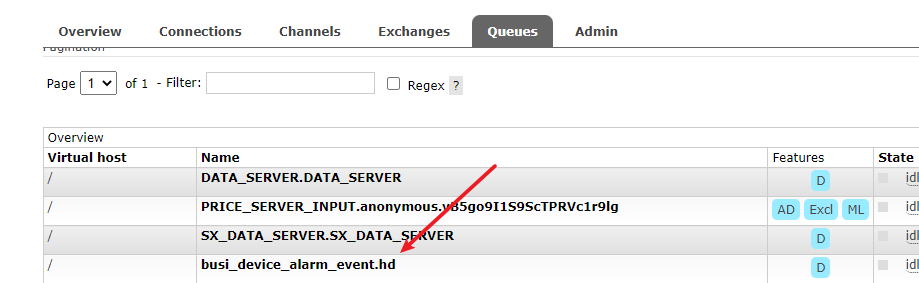 Overview Connections Channels Exchanges Queues Admin
Pagination
Page 1 of 1 - Filter: Regex ?
Overview
Virtual host Name Features State
/ DATA_SERVER.DATA_SERVER D idl
/ PRICE_SERVER_INPUT.anonymous.vB5go9I1S9ScTPRVc1r9lg AD Excl ML idl
/ SX_DATA_SERVER.SX_DATA_SERVER D idl
/ busi_device_alarm_event.hd D idl